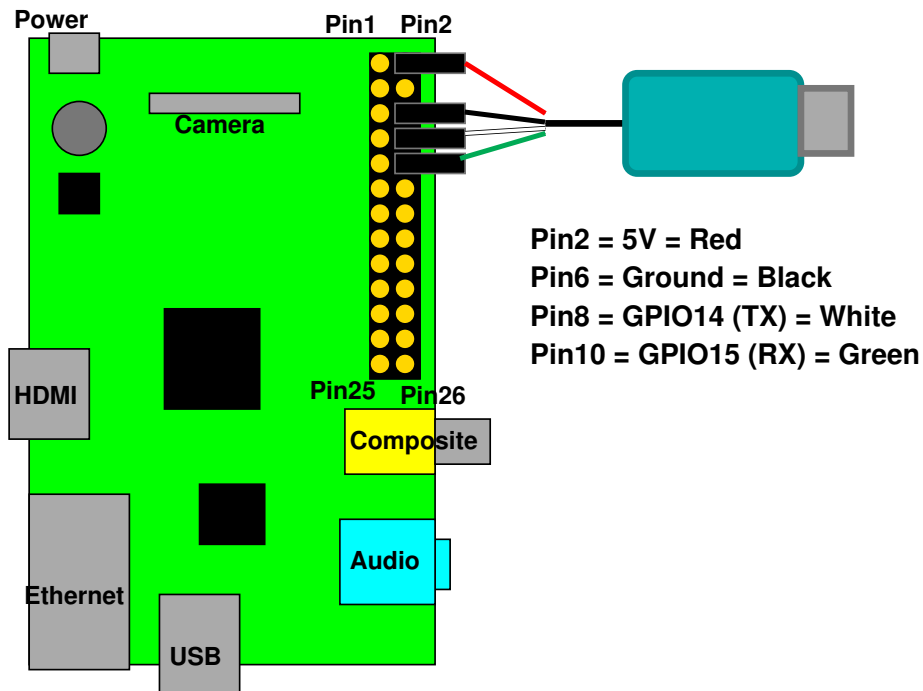 Power
Pin1 Pin2
Camera
Pin2 = 5V = Red
Pin6 = Ground = Black
Pin8 = GPIO14 (TX) = White
Pin10 = GPIO15 (RX) = Green
HDMI
Pin25 Pin26
Composite
Audio
Ethernet
USB